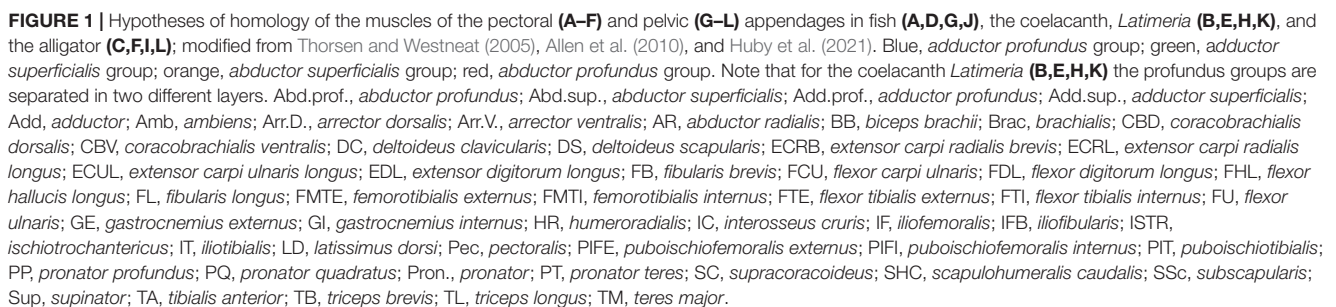 FIGURE 1 | Hypotheses of homology of the muscles of the pectoral (A–F) and pelvic (G–L) appendages in fish (A,D,G,J), the coelacanth, Latimeria (B,E,H,K), and
the alligator (C,F,I,L); modified from Thorsen and Westneat (2005), Allen et al. (2010), and Huby et al. (2021). Blue, adductor profundus group; green, adductor
superficialis group; orange, abductor superficialis group; red, abductor profundus group. Note that for the coelacanth Latimeria (B,E,H,K) the profundus groups are
separated in two different layers. Abd.prof., abductor profundus; Abd.sup., abductor superficialis; Add.prof., adductor profundus; Add.sup., adductor superficialis;
Add, adductor; Amb, ambiens; Arr.D., arrector dorsalis; Arr.V., arrector ventralis; AR, abductor radialis; BB, biceps brachii; Brac, brachialis; CBD, coracobrachialis
dorsalis; CBV, coracobrachialis ventralis; DC, deltoideus clavicularis; DS, deltoideus scapularis; ECRB, extensor carpi radialis brevis; ECRL, extensor carpi radialis
longus; ECUL, extensor carpi ulnaris longus; EDL, extensor digitorum longus; FB, fibularis brevis; FCU, flexor carpi ulnaris; FDL, flexor digitorum longus; FHL, flexor
hallucis longus; FL, fibularis longus; FMTE, femorotibialis externus; FMTI, femorotibialis internus; FTE, flexor tibialis externus; FTI, flexor tibialis internus; FU, flexor
ulnaris; GE, gastrocnemius externus; GI, gastrocnemius internus; HR, humeroradialis; IC, interosseus cruris; IF, iliofemoralis; IFB, iliofibularis; ISTR,
ischiotrochantericus; IT, iliotibialis; LD, latissimus dorsi; Pec, pectoralis; PIFE, puboischiofemoralis externus; PIFI, puboischiofemoralis internus; PIT, puboischiotibialis;
PP, pronator profundus; PQ, pronator quadratus; Pron., pronator; PT, pronator teres; SC, supracoracoideus; SHC, scapulohumeralis caudalis; SSc, subscapularis;
Sup, supinator; TA, tibialis anterior; TB, triceps brevis; TL, triceps longus; TM, teres major.